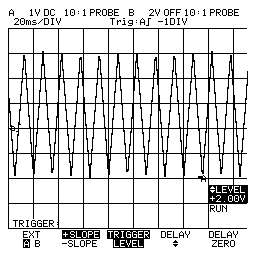 A 1V DC 10:1 PROBE B 2V OFF 10:1 PROBE
20ms/DIV Trig:A∫ -1DIV
LEVEL
+2.00V
RUN
TRIGGER:
EXT +SLOPE TRIGGER DELAY DELAY
A B -SLOPE LEVEL ZERO